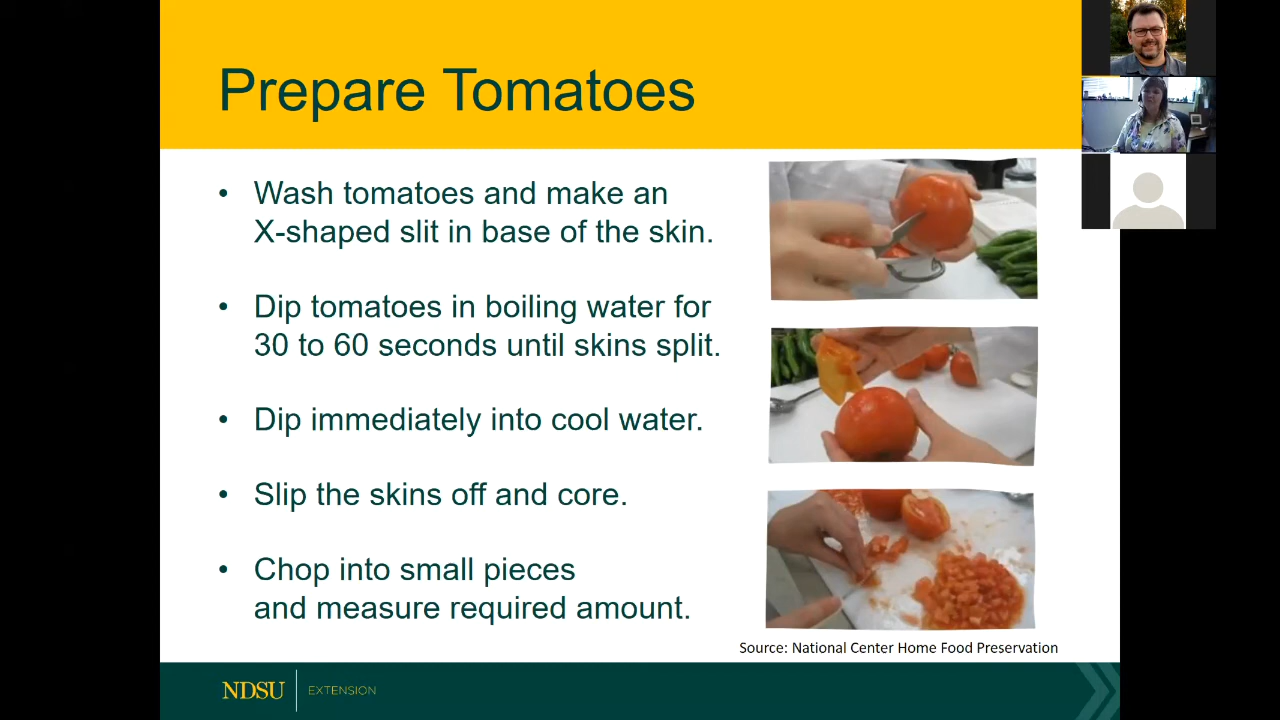 Prepare Tomatoes
• Wash tomatoes and make an
X-shaped slit in base of the skin.
• Dip tomatoes in boiling water for
30 to 60 seconds until skins split.
• Dip immediately into cool water.
• Slip the skins off and core.
• Chop into small pieces
and measure required amount.
Source: National Center Home Food Preservation
NDSU EXTENSION